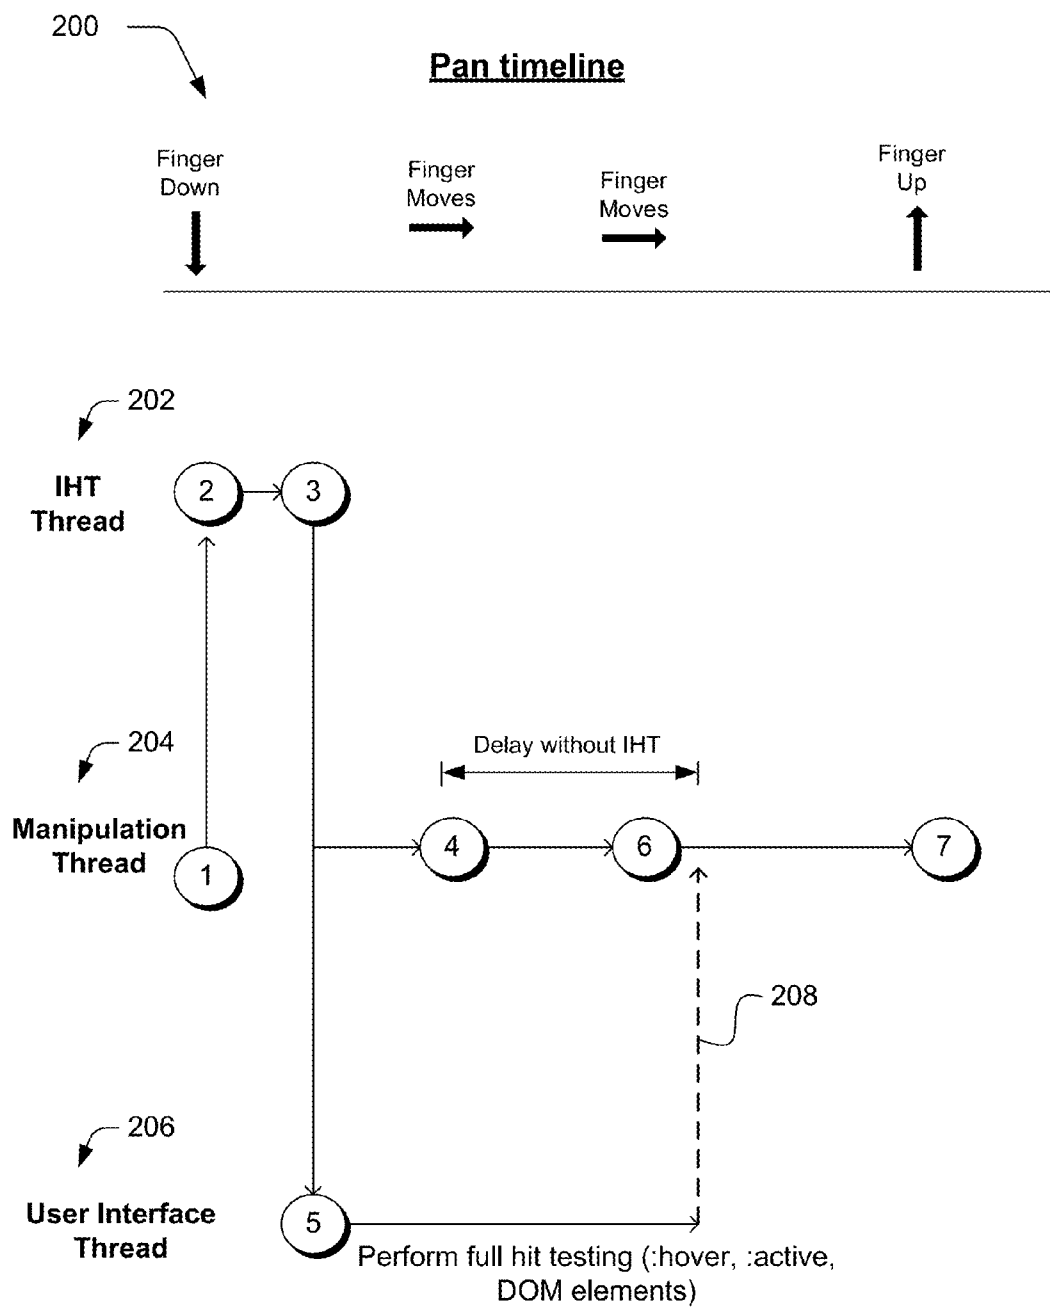 200
Pan timeline
Finger
Down
Finger
Moves
Finger
Moves
Finger
Up
202
IHT
Thread
2
3
204
Delay without IHT
Manipulation
Thread
1
4
6
7
208
206
User Interface
Thread
5
Perform full hit testing (:hover, :active,
DOM elements)